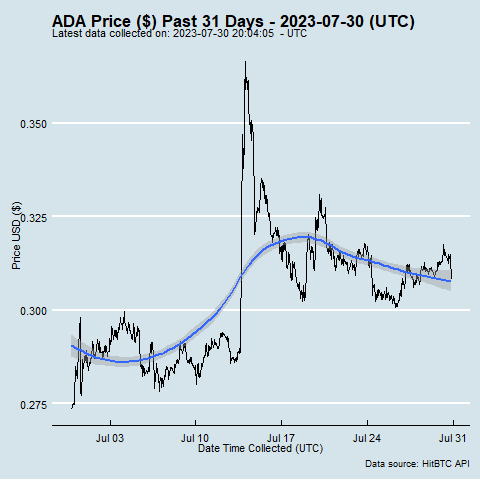 ADA Price ($) Past 31 Days - 2023-07-30 (UTC)
Latest data collected on: 2023-07-30 20:04:05  - UTC
0.350
0.325
0.300
0.275
Price USD ($)
Jul 03
Jul 10
Jul 17
Jul 24
Jul 31
Date Time Collected (UTC)
Data source: HitBTC API